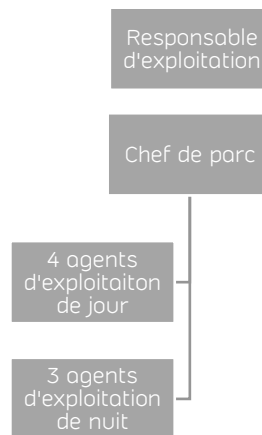 Responsable
d'exploitation
Chef de parc
4 agents
d'exploitaiton
de jour
3 agents
d'exploitation
de nuit